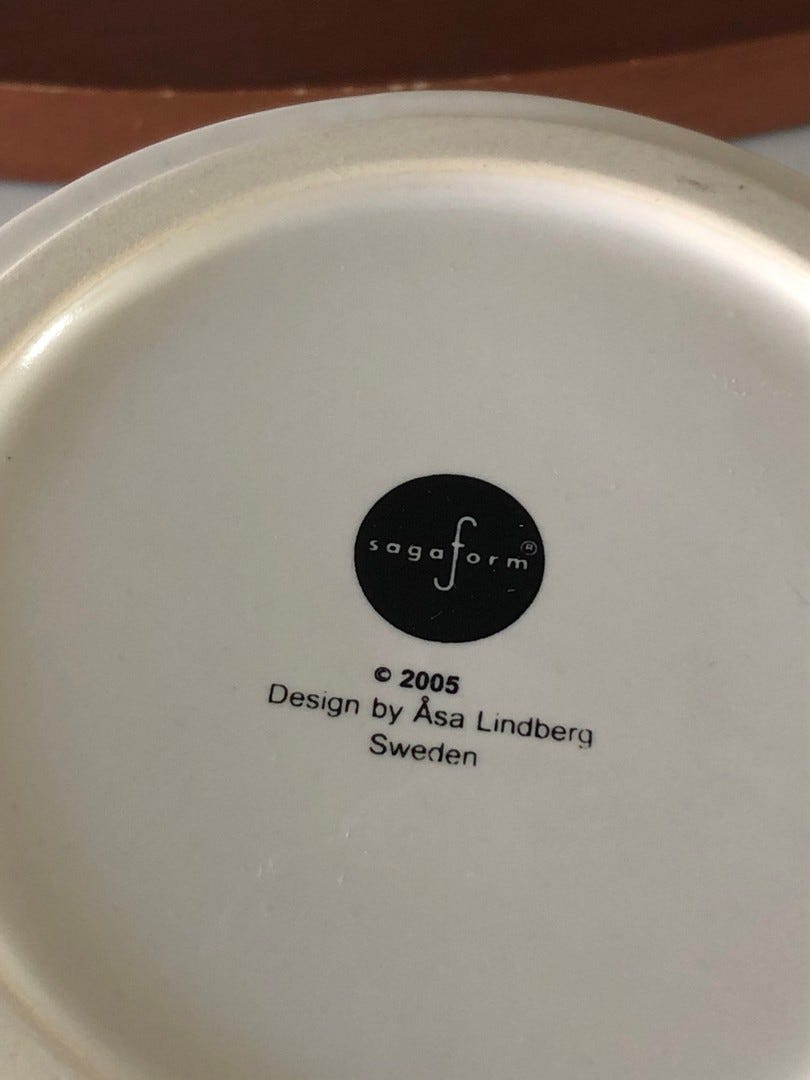 sagaform®
© 2005
Design by Åsa Lindberg
Sweden